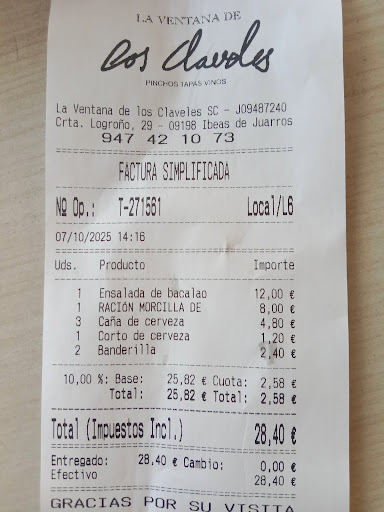 LA VENTANA DE
Los Claveles
PINCHOS TAPAS VINOS
La Ventana de los Claveles SC - J09487240
Crta. Logroño, 29 - 09198 Ibeas de Juarros
947 42 10 73
FACTURA SIMPLIFICADA
Nº Op.: T-271561 Local/L6
07/10/2025 14:16
Uds. Producto Importe
1 Ensalada de bacalao 12,00 €
1 RACIÓN MORCILLA DE 8,00 €
3 Caña de cerveza 4,80 €
1 Corto de cerveza 1,20 €
2 Banderilla 2,40 €
10,00 %: Base: 25,82 € Cuota: 2,58 €
Total: 25,82 € Total: 2,58 €
Total (Impuestos Incl.) 28,40 €
Entregado: 28,40 € Cambio: 0,00 €
Efectivo 28,40 €
GRACIAS POR SU VISITA